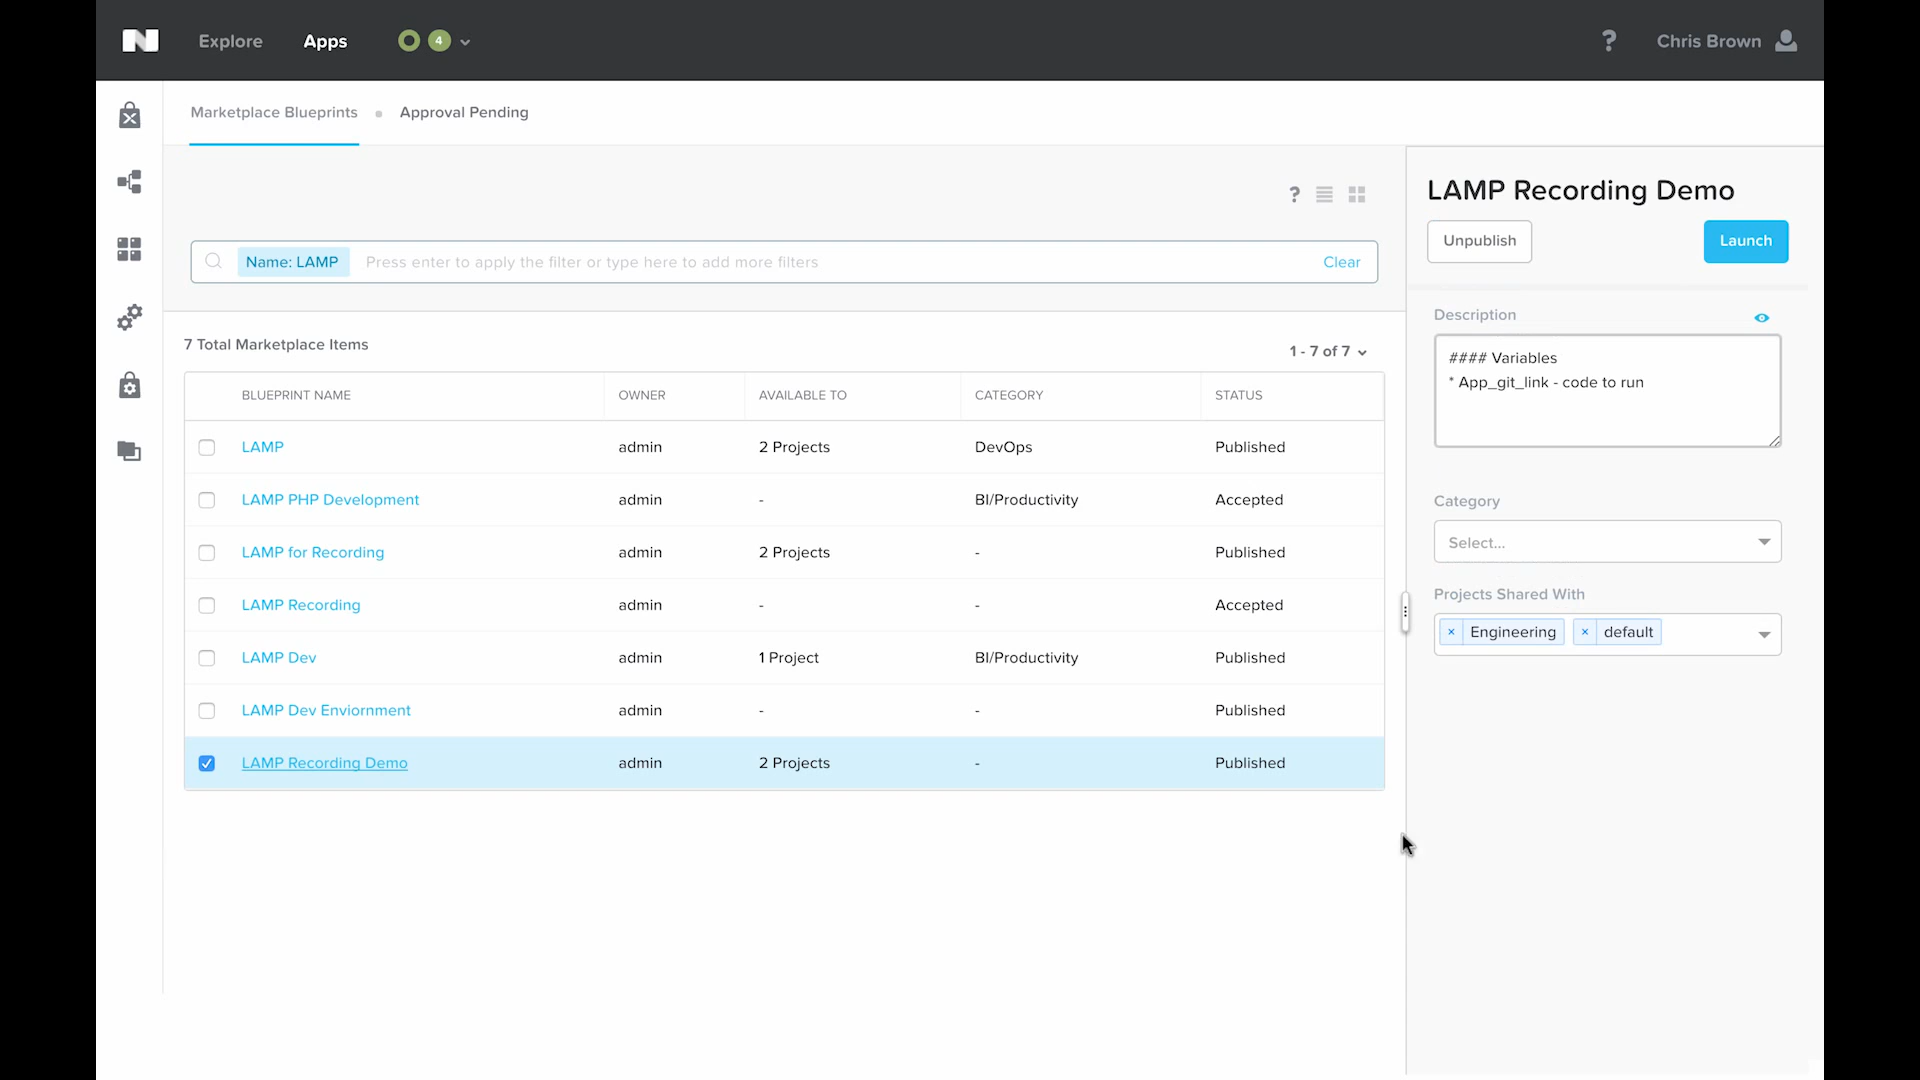 Explore Apps 4 ? Chris Brown
Marketplace Blueprints Approval Pending
?
Name: LAMP Press enter to apply the filter or type here to add more filters Clear
7 Total Marketplace Items
1 - 7 of 7
BLUEPRINT NAME OWNER AVAILABLE TO CATEGORY STATUS
LAMP admin 2 Projects DevOps Published
LAMP PHP Development admin - BI/Productivity Accepted
LAMP for Recording admin 2 Projects - Published
LAMP Recording admin - - Accepted
LAMP Dev admin 1 Project BI/Productivity Published
LAMP Dev Enviornment admin - - Published
LAMP Recording Demo admin 2 Projects - Published
LAMP Recording Demo
Unpublish Launch
Description
#### Variables
* App_git_link - code to run
Category
Select...
Projects Shared With
× Engineering × default